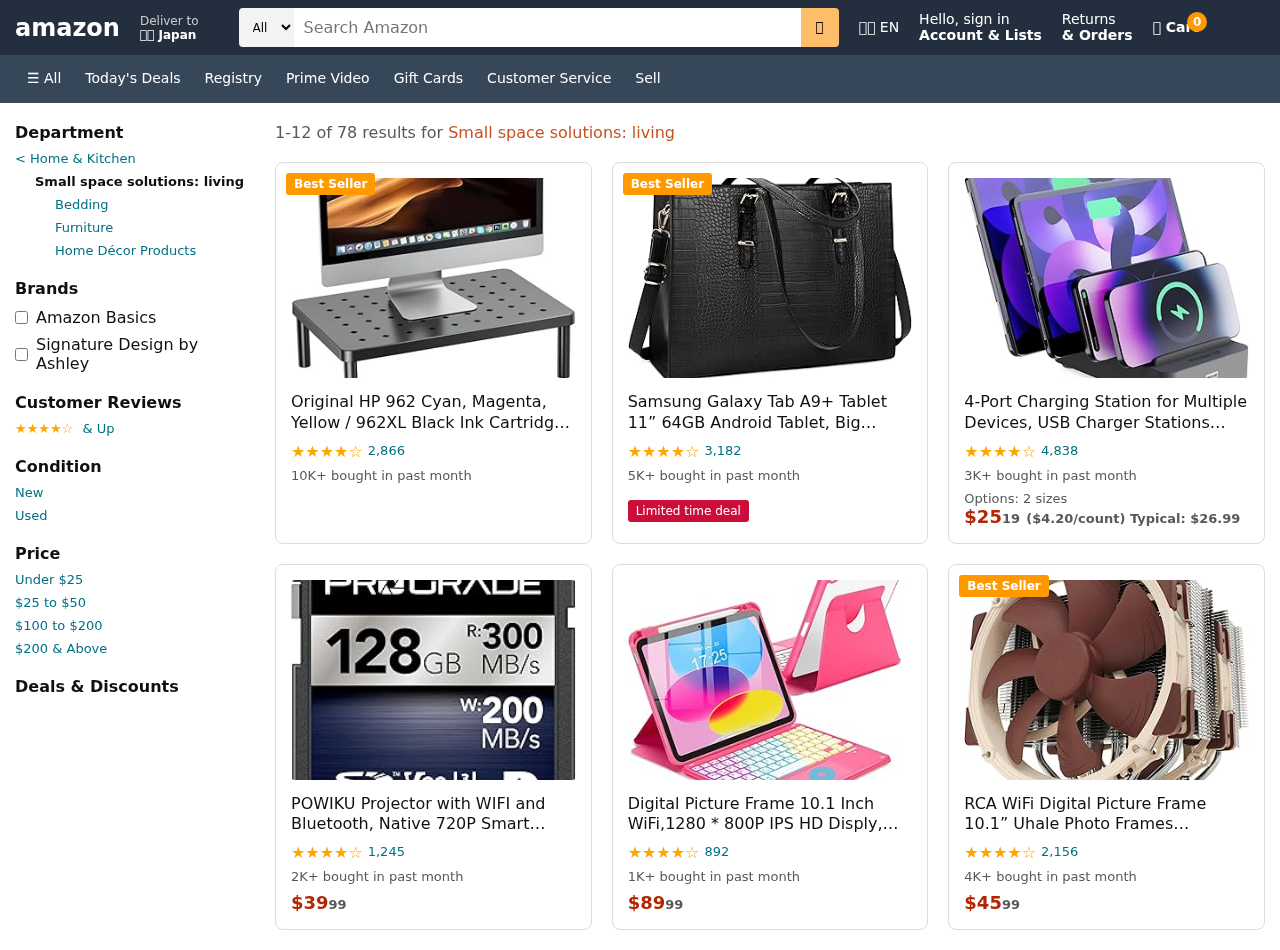 amazon
Deliver to
Japan
All
Search Amazon
EN
Hello, sign in
Account & Lists
Returns
& Orders
0
☰ All
Today's Deals
Registry
Prime Video
Gift Cards
Customer Service
Sell
Department
< Home & Kitchen
Small space solutions: living
Bedding
Furniture
Home Décor Products
Brands
Amazon Basics
Signature Design by
Ashley
Customer Reviews
★★★★☆ & Up
Condition
New
Used
Price
Under $25
$25 to $50
$100 to $200
$200 & Above
Deals & Discounts
1-12 of 78 results for Small space solutions: living
Best Seller
Original HP 962 Cyan, Magenta,
Yellow / 962XL Black Ink Cartridg…
★★★★☆ 2,866
10K+ bought in past month
Best Seller
Samsung Galaxy Tab A9+ Tablet
11” 64GB Android Tablet, Big…
★★★★☆ 3,182
5K+ bought in past month
Limited time deal
4-Port Charging Station for Multiple
Devices, USB Charger Stations…
★★★★☆ 4,838
3K+ bought in past month
Options: 2 sizes
$2519 ($4.20/count) Typical: $26.99
PROGRADE
128GB
R:300
MB/s
W:200
MB/s
POWIKU Projector with WIFI and
Bluetooth, Native 720P Smart…
★★★★☆ 1,245
2K+ bought in past month
$3999
17:25
Digital Picture Frame 10.1 Inch
WiFi,1280 * 800P IPS HD Disply,…
★★★★☆ 892
1K+ bought in past month
$8999
Best Seller
RCA WiFi Digital Picture Frame
10.1” Uhale Photo Frames…
★★★★☆ 2,156
4K+ bought in past month
$4599